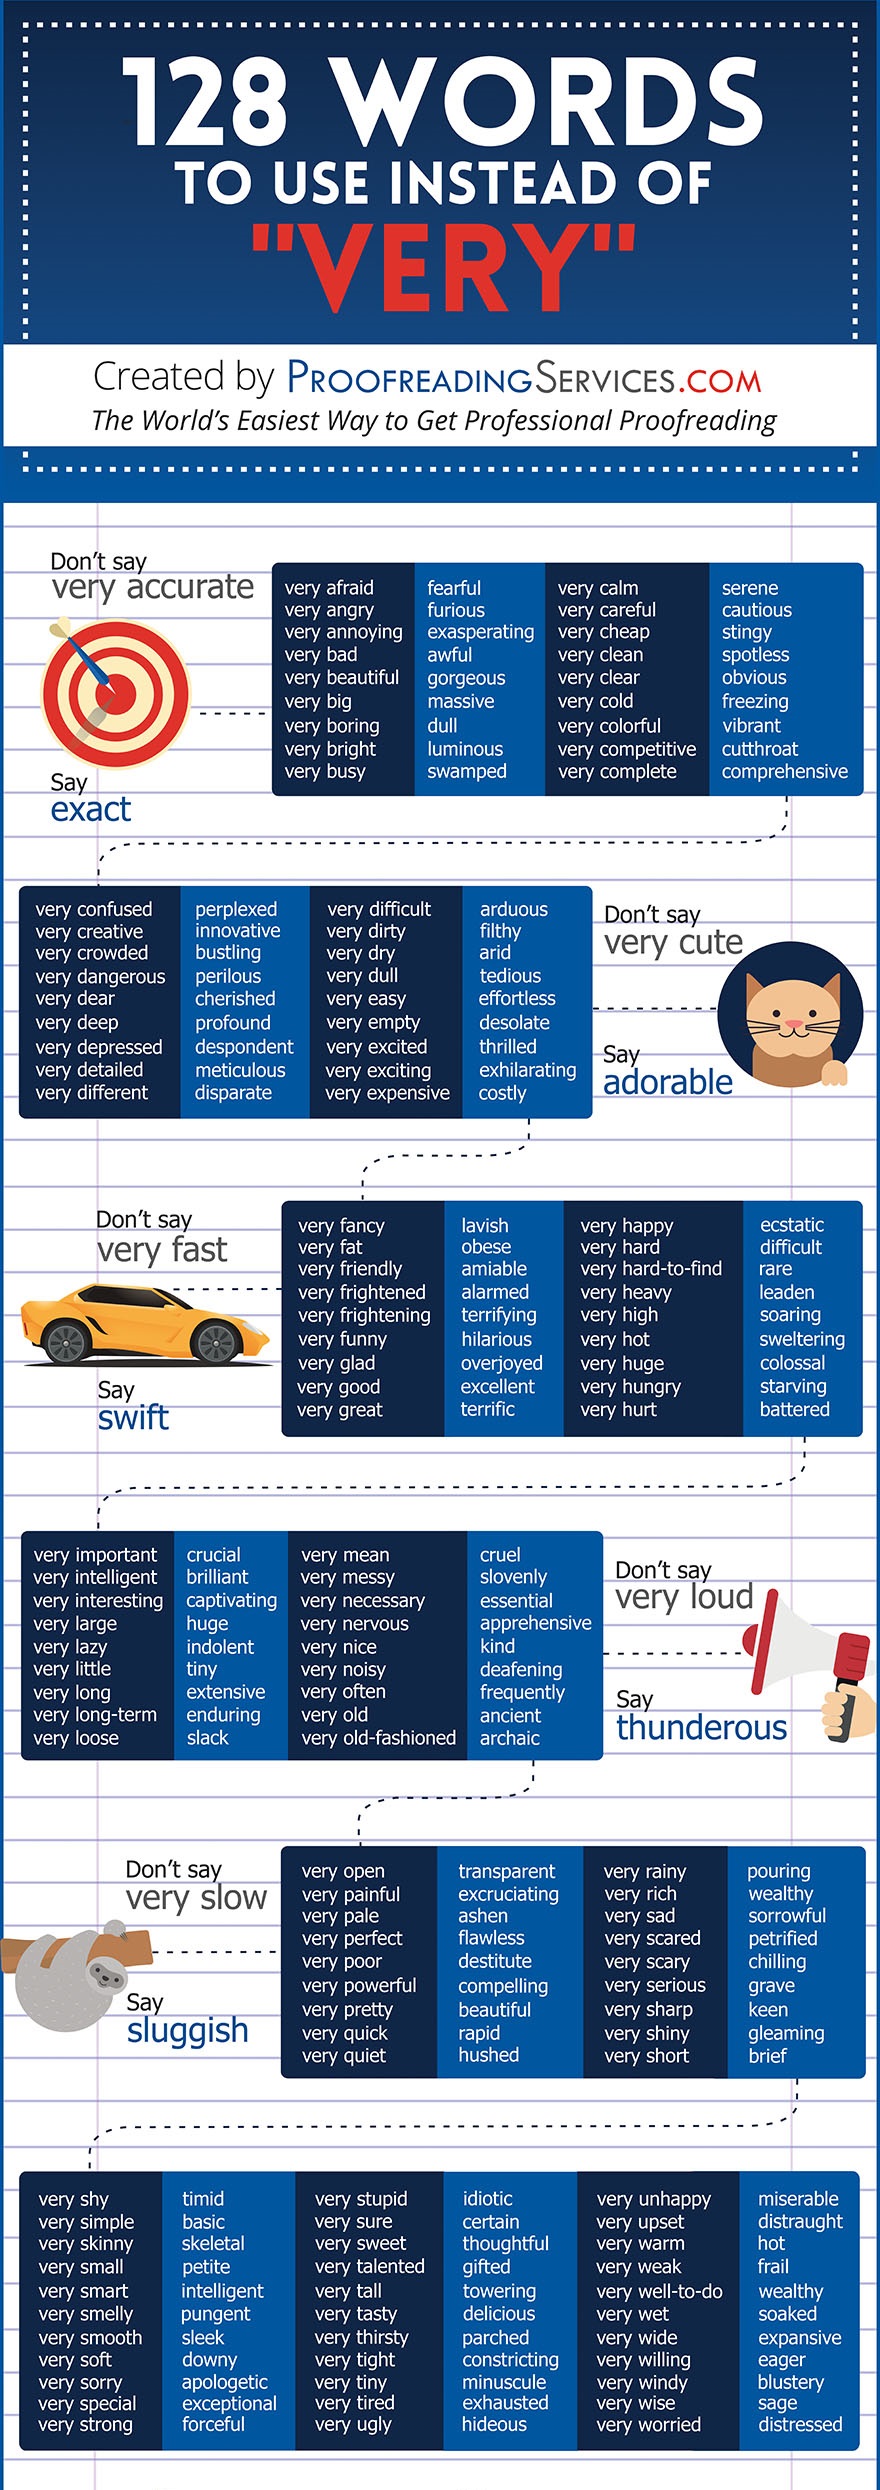 128 WORDS
TO USE INSTEAD OF
"VERY"
Created by PROOFREADINGSERVICES.COM
The World's Easiest Way to Get Professional Proofreading
Don't say
very accurate
Say
exact
very afraid fearful very calm serene
very angry furious very careful cautious
very annoying exasperating very cheap stingy
very bad awful very clean spotless
very beautiful gorgeous very clear obvious
very big massive very cold freezing
very boring dull very colorful vibrant
very bright luminous very competitive cutthroat
very busy swamped very complete comprehensive
very confused perplexed very difficult arduous
very creative innovative very dirty filthy
very crowded bustling very dry arid
very dangerous perilous very dull tedious
very dear cherished very easy effortless
very deep profound very empty desolate
very depressed despondent very excited thrilled
very detailed meticulous very exciting exhilarating
very different disparate very expensive costly
Don't say
very cute
Say
adorable
Don't say
very fast
Say
swift
very fancy lavish very happy ecstatic
very fat obese very hard difficult
very friendly amiable very hard-to-find rare
very frightened alarmed very heavy leaden
very frightening terrifying very high soaring
very funny hilarious very hot sweltering
very glad overjoyed very huge colossal
very good excellent very hungry starving
very great terrific very hurt battered
very important crucial very mean cruel
very intelligent brilliant very messy slovenly
very interesting captivating very necessary essential
very large huge very nervous apprehensive
very lazy indolent very nice kind
very little tiny very noisy deafening
very long extensive very often frequently
very long-term enduring very old ancient
very loose slack very old-fashioned archaic
Don't say
very loud
Say
thunderous
Don't say
very slow
Say
sluggish
very open transparent very rainy pouring
very painful excruciating very rich wealthy
very pale ashen very sad sorrowful
very perfect flawless very scared petrified
very poor destitute very scary chilling
very powerful compelling very serious grave
very pretty beautiful very sharp keen
very quick rapid very shiny gleaming
very quiet hushed very short brief
very shy timid very stupid idiotic very unhappy miserable
very simple basic very sure certain very upset distraught
very skinny skeletal very sweet thoughtful very warm hot
very small petite very talented gifted very weak frail
very smart intelligent very tall towering very well-to-do wealthy
very smelly pungent very tasty delicious very wet soaked
very smooth sleek very thirsty parched very wide expansive
very soft downy very tight constricting very willing eager
very sorry apologetic very tiny minuscule very windy blustery
very special exceptional very tired exhausted very wise sage
very strong forceful very ugly hideous very worried distressed